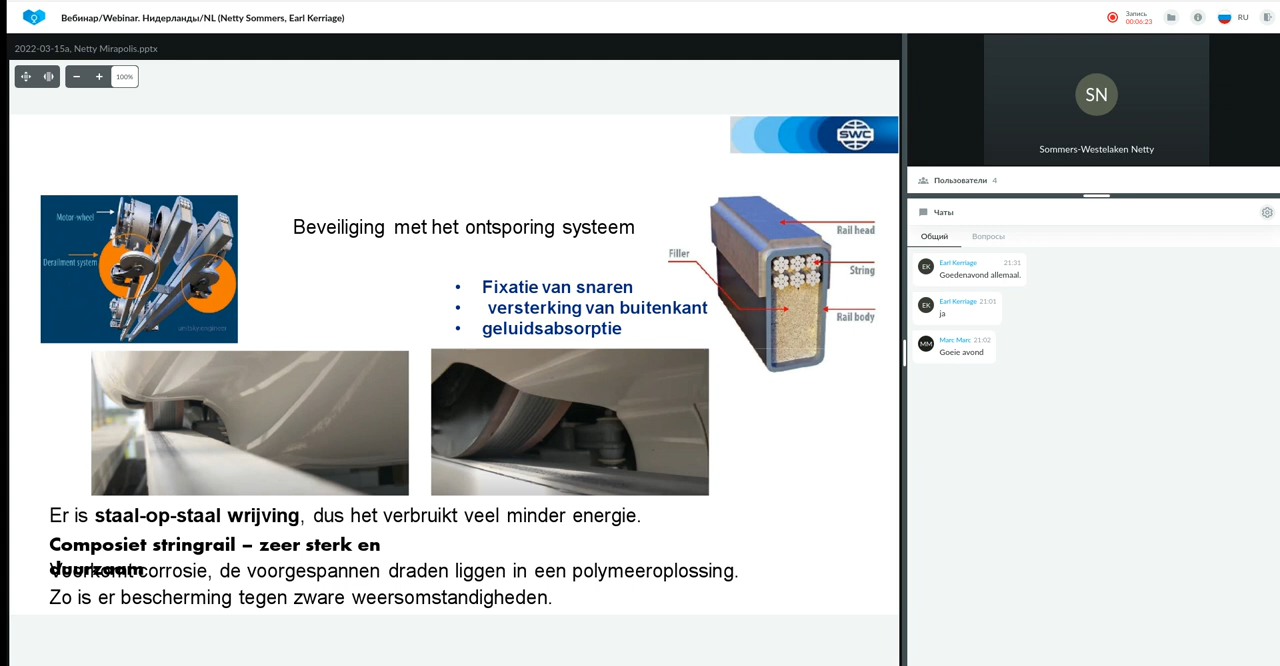 Вебинар/Webinar. Нидерланды/NL (Netty Sommers, Earl Kerriage)
Запись
00:06:23
RU
2022-03-15a, Netty Mirapolis.pptx
100%
SWC
SN
Sommers-Westelaken Netty
Пользователи 4
Чаты
Общий
Вопросы
EK
Earl Kerriage 21:31
Goedenavond allemaal.
EK
Earl Kerriage 21:01
ja
MM
Marc Marc 21:02
Goeie avond
Motor-wheel
Derailment system
Beveiliging met het ontsporing systeem
• Fixatie van snaren
• versterking van buitenkant
• geluidsabsorptie
Filler
Rail head
String
Rail body
Er is staal-op-staal wrijving, dus het verbruikt veel minder energie.
Composiet stringrail – zeer sterk en
duurzaam
Voorkomt corrosie, de voorgespannen draden liggen in een polymeeroplossing.
Zo is er bescherming tegen zware weersomstandigheden.